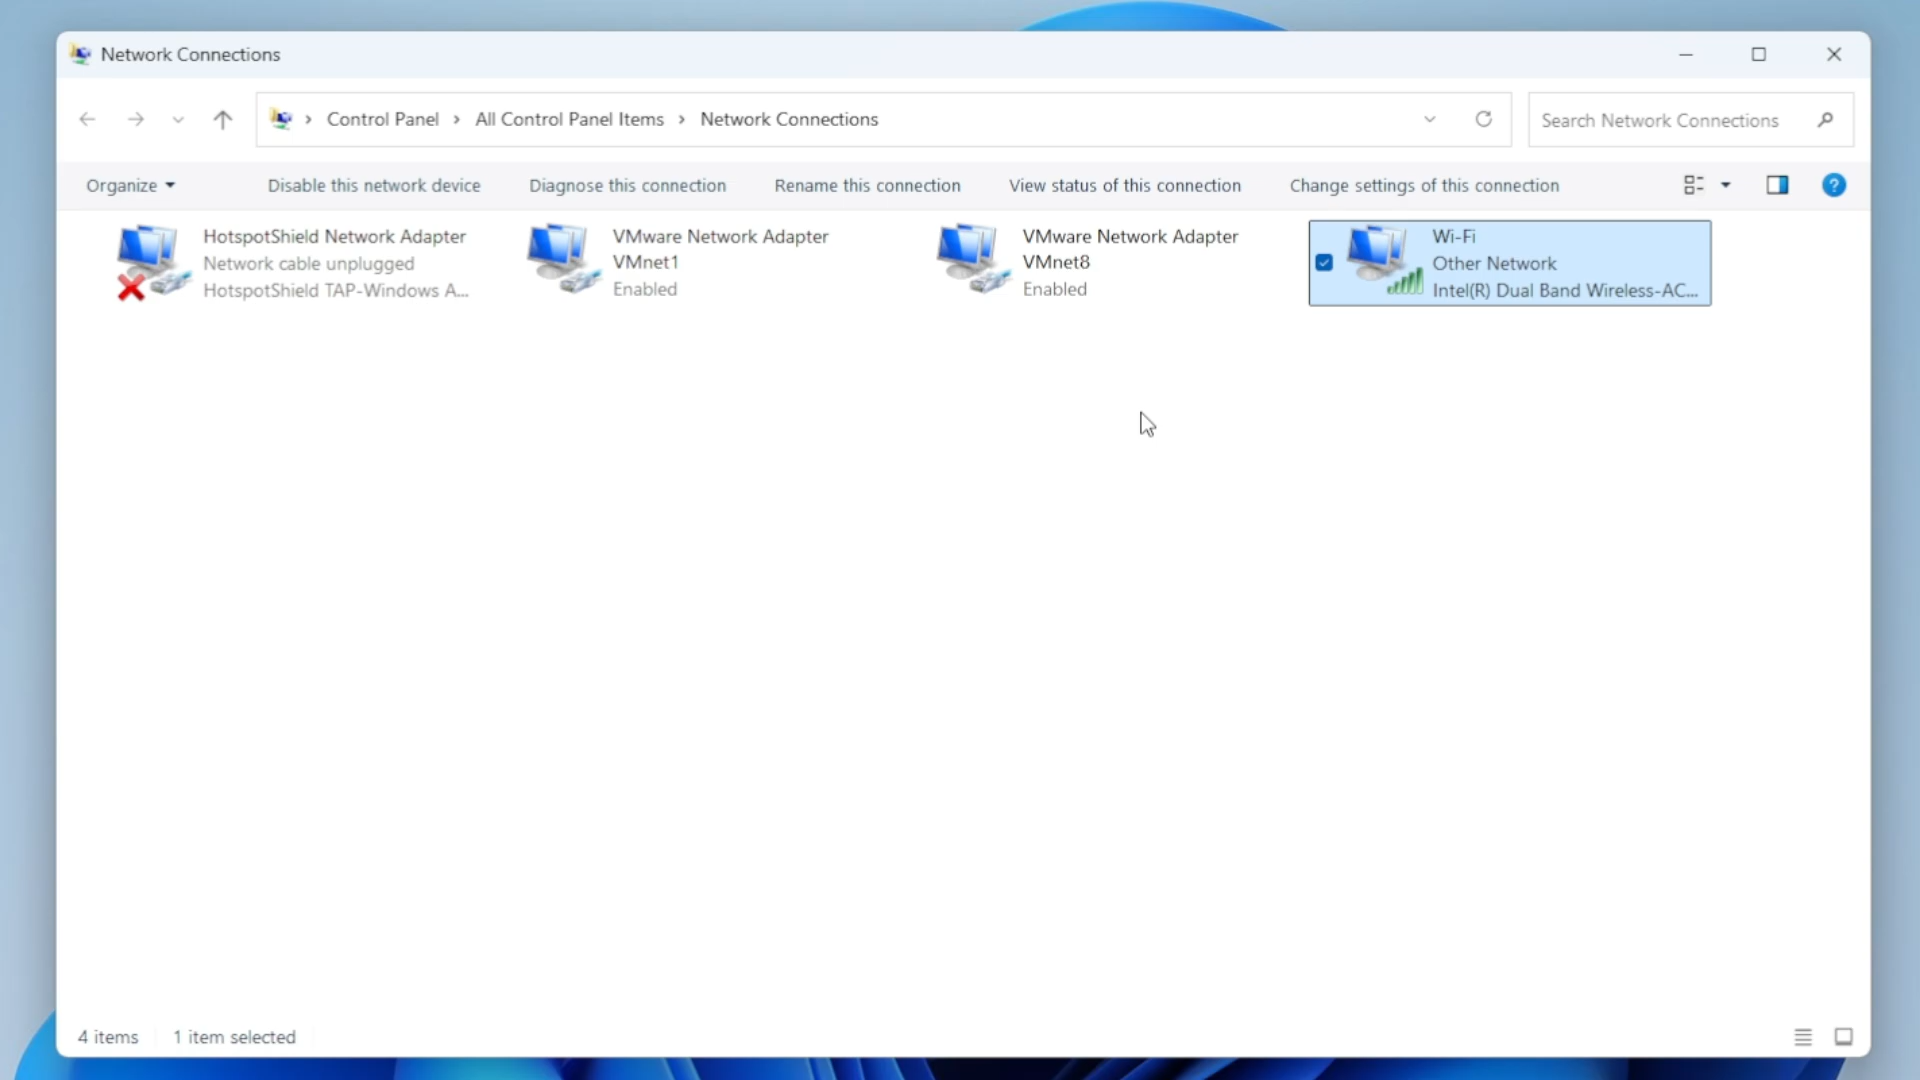 Network Connections
Control Panel > All Control Panel Items > Network Connections
Search Network Connections
Organize
Disable this network device
Diagnose this connection
Rename this connection
View status of this connection
Change settings of this connection
?
HotspotShield Network Adapter
Network cable unplugged
HotspotShield TAP-Windows A...
VMware Network Adapter
VMnet1
Enabled
VMware Network Adapter
VMnet8
Enabled
Wi-Fi
Other Network
Intel(R) Dual Band Wireless-AC...
4 items
1 item selected